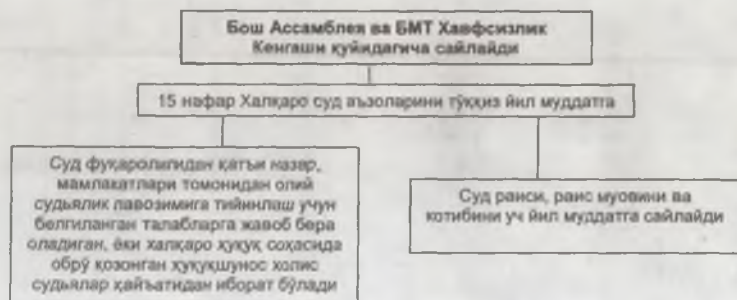 Бош Ассамблея ва БМТ Хавфсизлик
Кенгаши қуйидагича сайлайди
15 нафар Халқаро суд аъзоларини тўққиз йил муддатга
Суд фуқаролигидан қатъи назар,
мамлакатлари томонидан олий
судьялик лавозимига тийинлаш учун
белгиланган талабларга жавоб бера
оладиган, ёки халқаро ҳуқуқ соҳасида
обрў қозонган ҳуқуқшунос холис
судьялар ҳайъатидан иборат бўлади
Суд раиси, раис муовини ва
котибини уч йил муддатга сайлайди